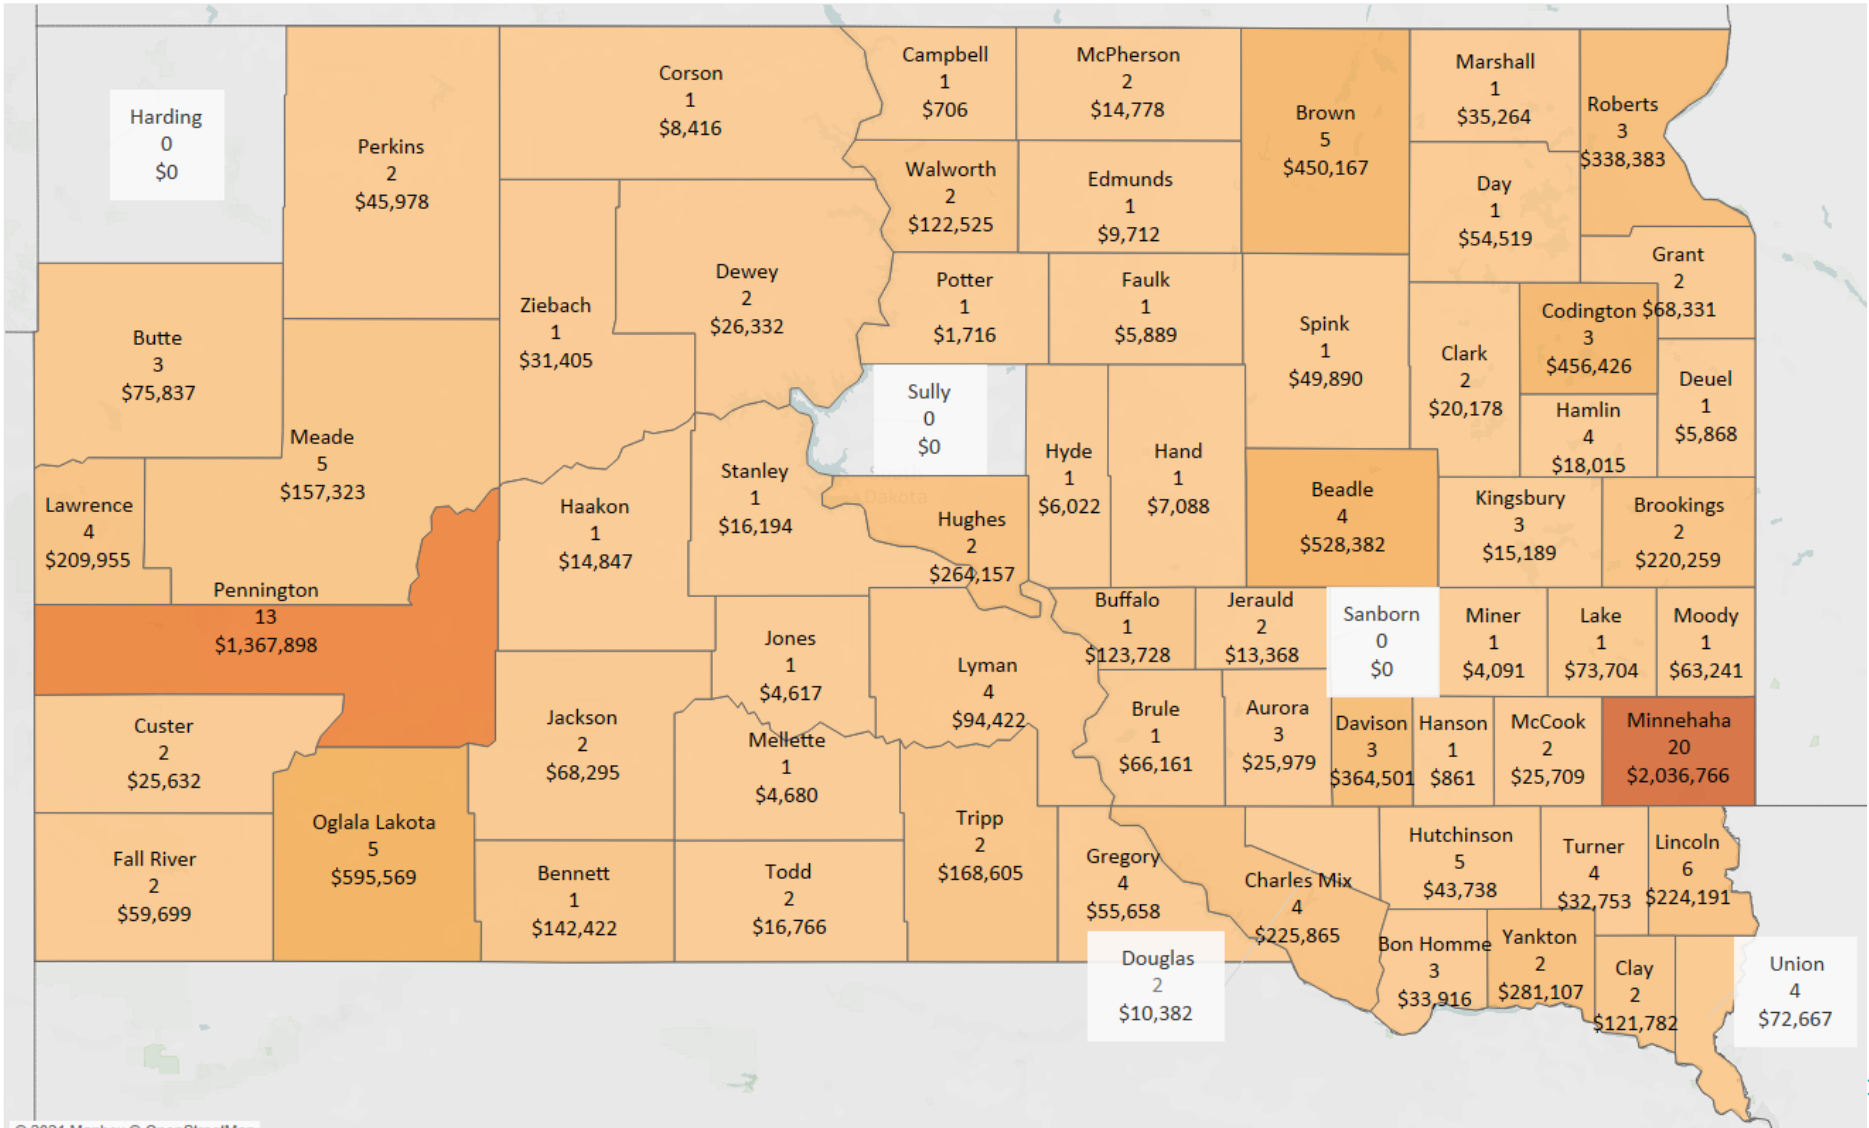 Harding
0
$0
Perkins
2
$45,978
Corson
1
$8,416
Campbell
1
$706
McPherson
2
$14,778
Brown
5
$450,167
Marshall
1
$35,264
Roberts
3
$338,383
Walworth
2
$122,525
Edmunds
1
$9,712
Day
1
$54,519
Grant
2
$68,331
Butte
3
$75,837
Ziebach
1
$31,405
Dewey
2
$26,332
Potter
1
$1,716
Faulk
1
$5,889
Spink
1
$49,890
Clark
2
$20,178
Codington
3
$456,426
Deuel
1
$5,868
Hamlin
4
$18,015
Meade
5
$157,323
Sully
0
$0
Lawrence
4
$209,955
Haakon
1
$14,847
Stanley
1
$16,194
Dakota
Hughes
2
$264,157
Hyde
1
$6,022
Hand
1
$7,088
Beadle
4
$528,382
Kingsbury
3
$15,189
Brookings
2
$220,259
Pennington
13
$1,367,898
Jones
1
$4,617
Lyman
4
$94,422
Buffalo
1
$123,728
Jerauld
2
$13,368
Sanborn
0
$0
Miner
1
$4,091
Lake
1
$73,704
Moody
1
$63,241
Custer
2
$25,632
Jackson
2
$68,295
Mellette
1
$4,680
Brule
1
$66,161
Aurora
3
$25,979
Davison
3
$364,501
Hanson
1
$861
McCook
2
$25,709
Minnehaha
20
$2,036,766
Fall River
2
$59,699
Oglala Lakota
5
$595,569
Bennett
1
$142,422
Todd
2
$16,766
Tripp
2
$168,605
Gregory
4
$55,658
Charles Mix
4
$225,865
Hutchinson
5
$43,738
Turner
4
$32,753
Lincoln
6
$224,191
Douglas
2
$10,382
Bon Homme
3
$33,916
Yankton
2
$281,107
Clay
2
$121,782
Union
4
$72,667